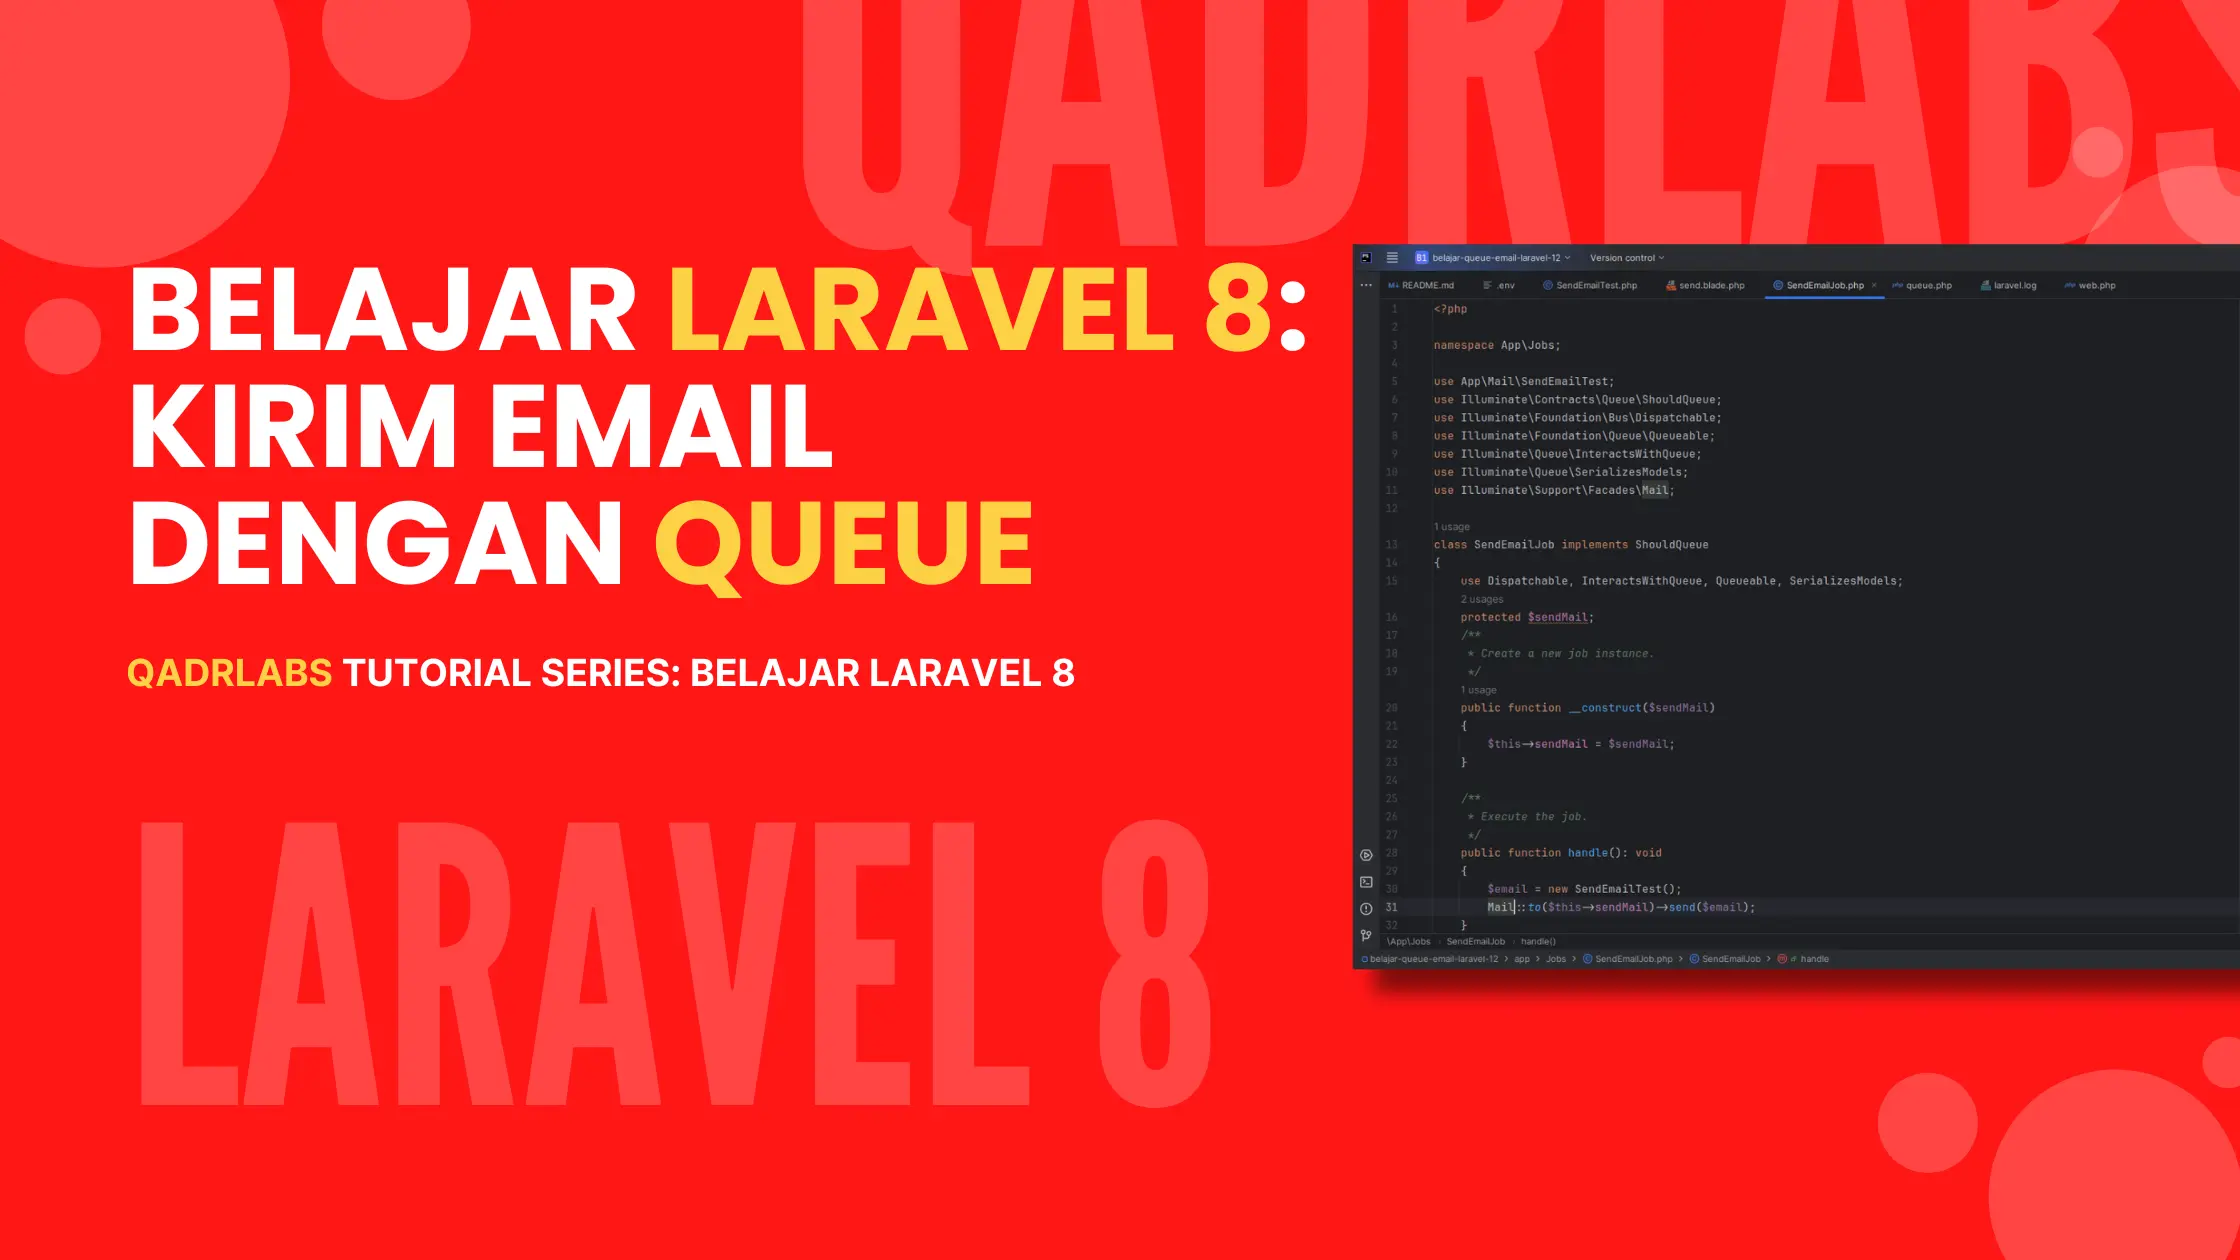 QADRLABS
BELAJAR LARAVEL 8:
KIRIM EMAIL
DENGAN QUEUE
QADRLABS TUTORIAL SERIES: BELAJAR LARAVEL 8
LARAVEL 8
B1 belajar-queue-email-laravel-12 Version control
README.md .env SendEmailTest.php send.blade.php SendEmailJob.php queue.php laravel.log web.php
1 <?php
2
3 namespace App\Jobs;
4
5 use App\Mail\SendEmailTest;
6 use Illuminate\Contracts\Queue\ShouldQueue;
7 use Illuminate\Foundation\Bus\Dispatchable;
8 use Illuminate\Foundation\Queue\Queueable;
9 use Illuminate\Queue\InteractsWithQueue;
10 use Illuminate\Queue\SerializesModels;
11 use Illuminate\Support\Facades\Mail;
12
1 usage
13 class SendEmailJob implements ShouldQueue
14 {
15 use Dispatchable, InteractsWithQueue, Queueable, SerializesModels;
2 usages
16 protected $sendMail;
17 /**
18 * Create a new job instance.
19 */
1 usage
20 public function __construct($sendMail)
21 {
22 $this->sendMail = $sendMail;
23 }
24
25 /**
26 * Execute the job.
27 */
28 public function handle(): void
29 {
30 $email = new SendEmailTest();
31 Mail::to($this->sendMail)->send($email);
32 }
\App\Jobs › SendEmailJob › handle()
belajar-queue-email-laravel-12 > app > Jobs > SendEmailJob.php > SendEmailJob > handle